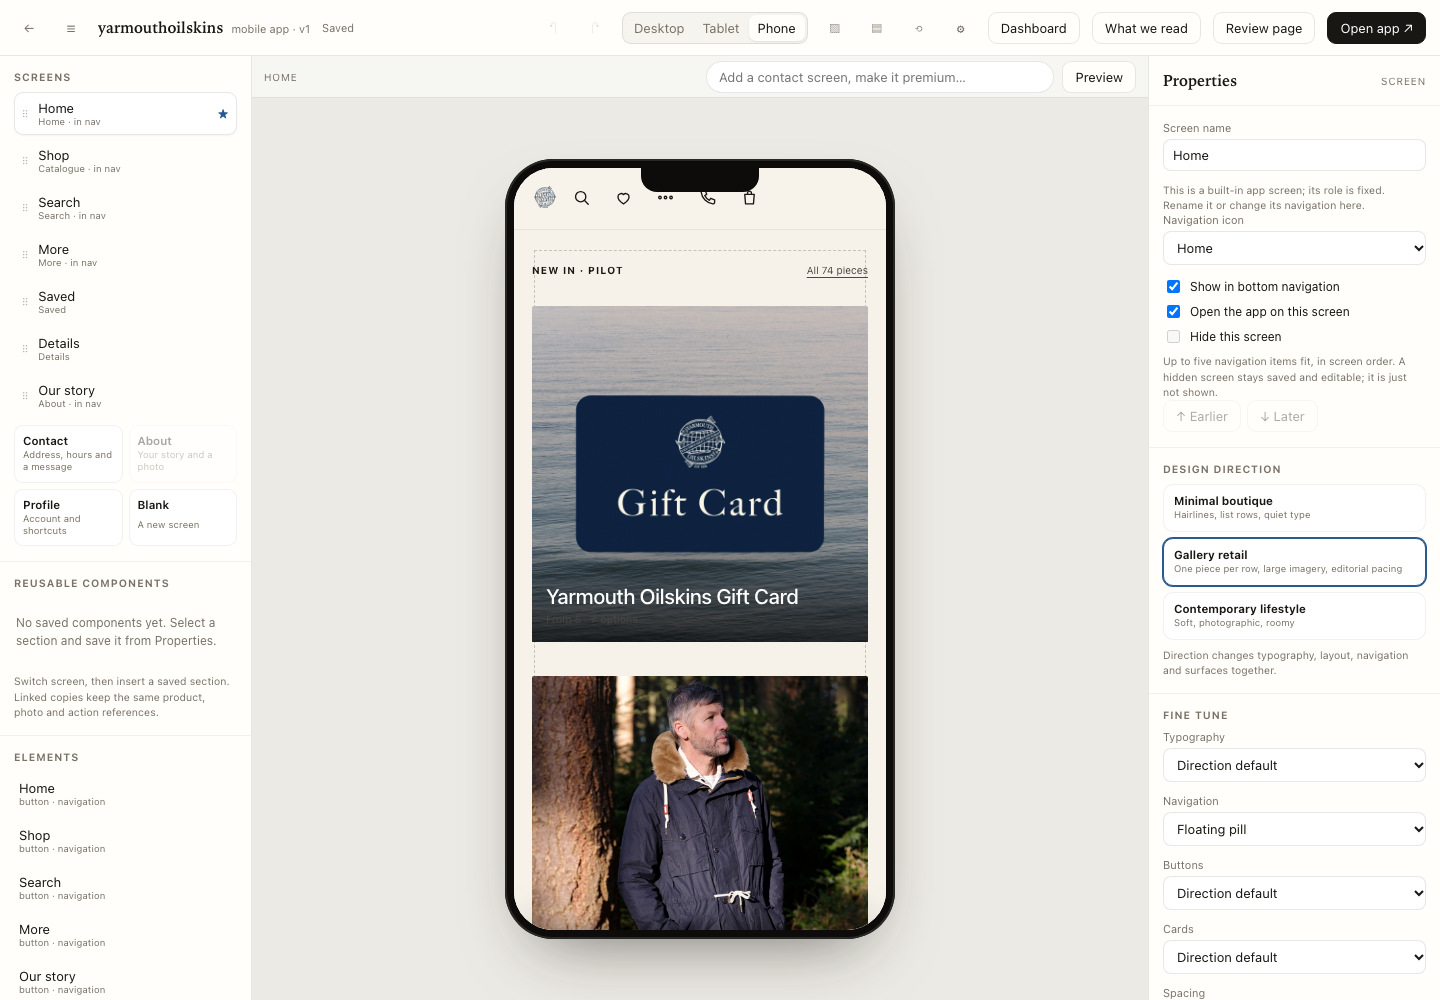 ← ≡ yarmouthoilskins mobile app · v1 Saved Desktop Tablet Phone Dashboard What we read Review page Open app ↗
SCREENS
Home
Home · in nav
Shop
Catalogue · in nav
Search
Search · in nav
More
More · in nav
Saved
Saved
Details
Details
Our story
About · in nav
Contact
Address, hours and
a message
About
Your story and a
photo
Profile
Account and
shortcuts
Blank
A new screen
REUSABLE COMPONENTS
No saved components yet. Select a
section and save it from Properties.
Switch screen, then insert a saved section.
Linked copies keep the same product,
photo and action references.
ELEMENTS
Home
button · navigation
Shop
button · navigation
Search
button · navigation
More
button · navigation
Our story
button · navigation
HOME
Add a contact screen, make it premium...
Preview
NEW IN · PILOT
All 74 pieces
YARMOUTH
OILSKINS
Gift Card
Yarmouth Oilskins Gift Card
Properties
SCREEN
Screen name
Home
This is a built-in app screen; its role is fixed.
Rename it or change its navigation here.
Navigation icon
Home
Show in bottom navigation
Open the app on this screen
Hide this screen
Up to five navigation items fit, in screen order. A
hidden screen stays saved and editable; it is just
not shown.
↑ Earlier
↓ Later
DESIGN DIRECTION
Minimal boutique
Hairlines, list rows, quiet type
Gallery retail
One piece per row, large imagery, editorial pacing
Contemporary lifestyle
Soft, photographic, roomy
Direction changes typography, layout, navigation
and surfaces together.
FINE TUNE
Typography
Direction default
Navigation
Floating pill
Buttons
Direction default
Cards
Direction default
Spacing